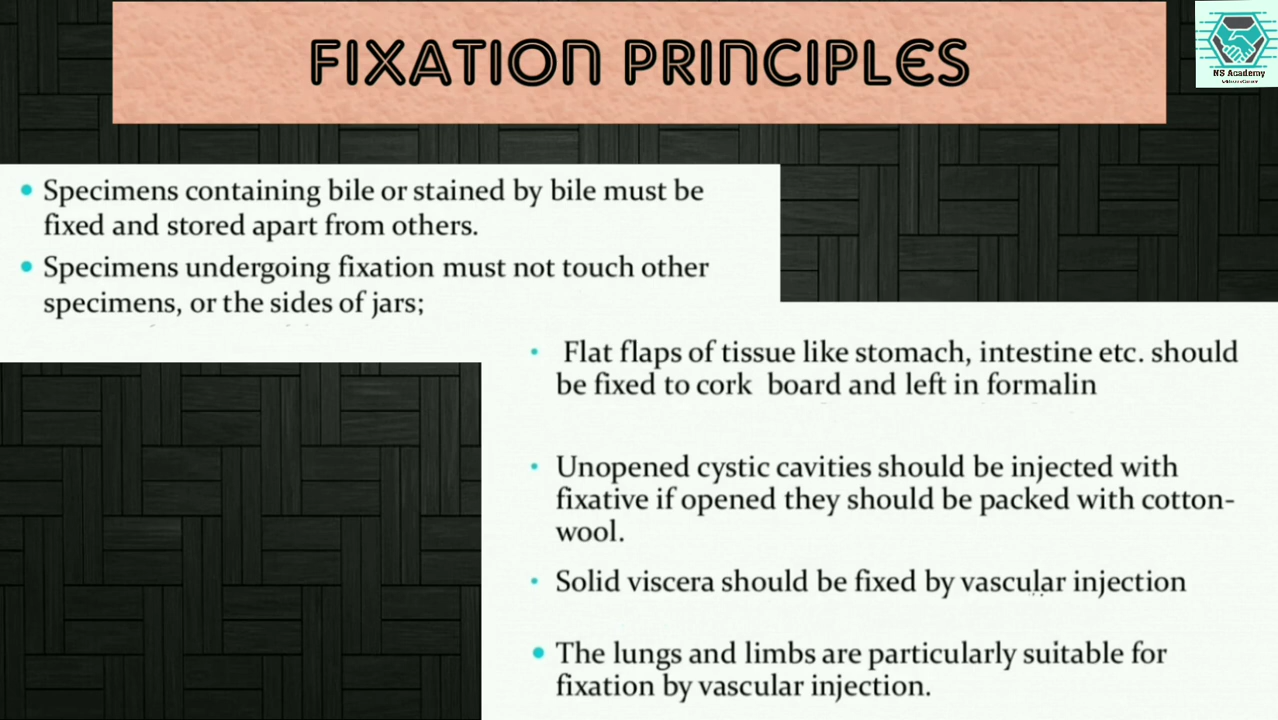 FIXATION PRINCIPLES
NS Academy
• Specimens containing bile or stained by bile must be
fixed and stored apart from others.
• Specimens undergoing fixation must not touch other
specimens, or the sides of jars;
• Flat flaps of tissue like stomach, intestine etc. should
be fixed to cork board and left in formalin
• Unopened cystic cavities should be injected with
fixative if opened they should be packed with cotton-
wool.
• Solid viscera should be fixed by vascular injection
• The lungs and limbs are particularly suitable for
fixation by vascular injection.